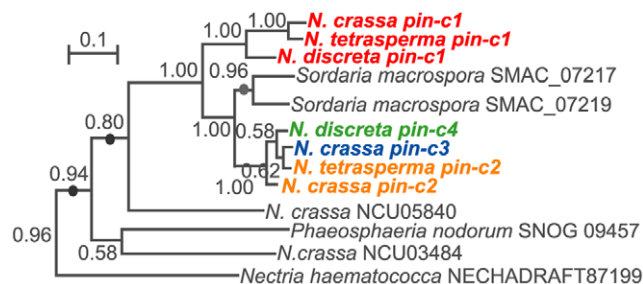 1.00
1.00
N. crassa pin-c1
0.1
N. tetrasperma pin-c1
1.00
N. discreta pin-c1
0.96
Sordaria macrospora SMAC_07217
Sordaria macrospora SMAC_07219
0.80
1.00
0.58
N. discreta pin-c4
N. crassa pin-c3
0.62
N. tetrasperma pin-c2
0.94
1.00
N. crassa pin-c2
N. crassa NCU05840
0.96
Phaeosphaeria nodorum SNOG 09457
0.58
N.crassa NCU03484
Nectria haematococca NECHADRAFT87199